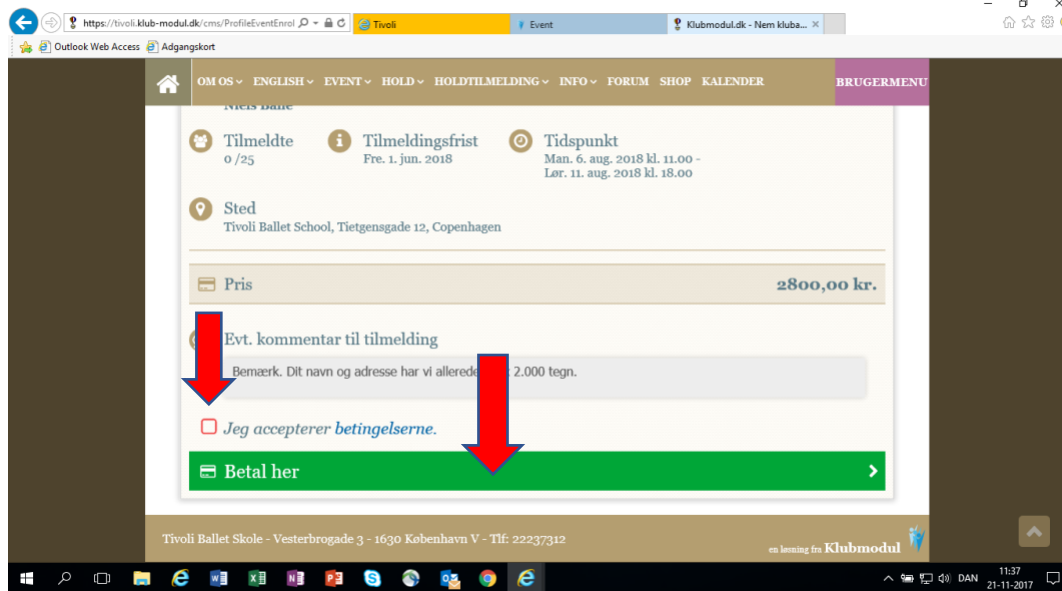 https://tivoli.klub-modul.dk/cms/ProfileEventEnrol
Tivoli
Event
Klubmodul.dk - Nem kluba...
Outlook Web Access
Adgangskort
OM OS
ENGLISH
EVENT
HOLD
HOLDTILMELDING
INFO
FORUM
SHOP
KALENDER
BRUGERMENU
Niels Balle
Tilmeldte
0 /25
Tilmeldingsfrist
Fre. 1. jun. 2018
Tidspunkt
Man. 6. aug. 2018 kl. 11.00 -
Lør. 11. aug. 2018 kl. 18.00
Sted
Tivoli Ballet School, Tietgensgade 12, Copenhagen
Pris
2800,00 kr.
Evt. kommentar til tilmelding
Bemærk. Dit navn og adresse har vi allerede 2.000 tegn.
Jeg accepterer betingelserne.
Betal her
Tivoli Ballet Skole - Vesterbrogade 3 - 1630 København V - Tlf: 22237312
en løsning fra Klubmodul
DAN
11:37
21-11-2017